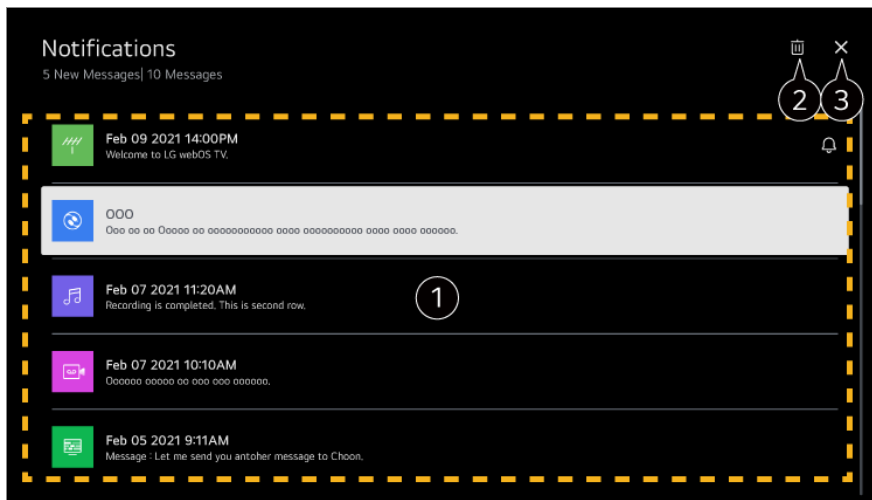 Notifications
5 New Messages| 10 Messages
2 3
Feb 09 2021 14:00PM
Welcome to LG webOS TV.
OOO
Ooo oo oo Ooooo oo ooooooooooo oooo oooooooooo oooo oooo oooooo.
Feb 07 2021 11:20AM
Recording is completed. This is second row.
1
Feb 07 2021 10:10AM
Oooooo ooooo oo ooo ooo oooooo.
Feb 05 2021 9:11AM
Message : Let me send you antoher message to Choon.